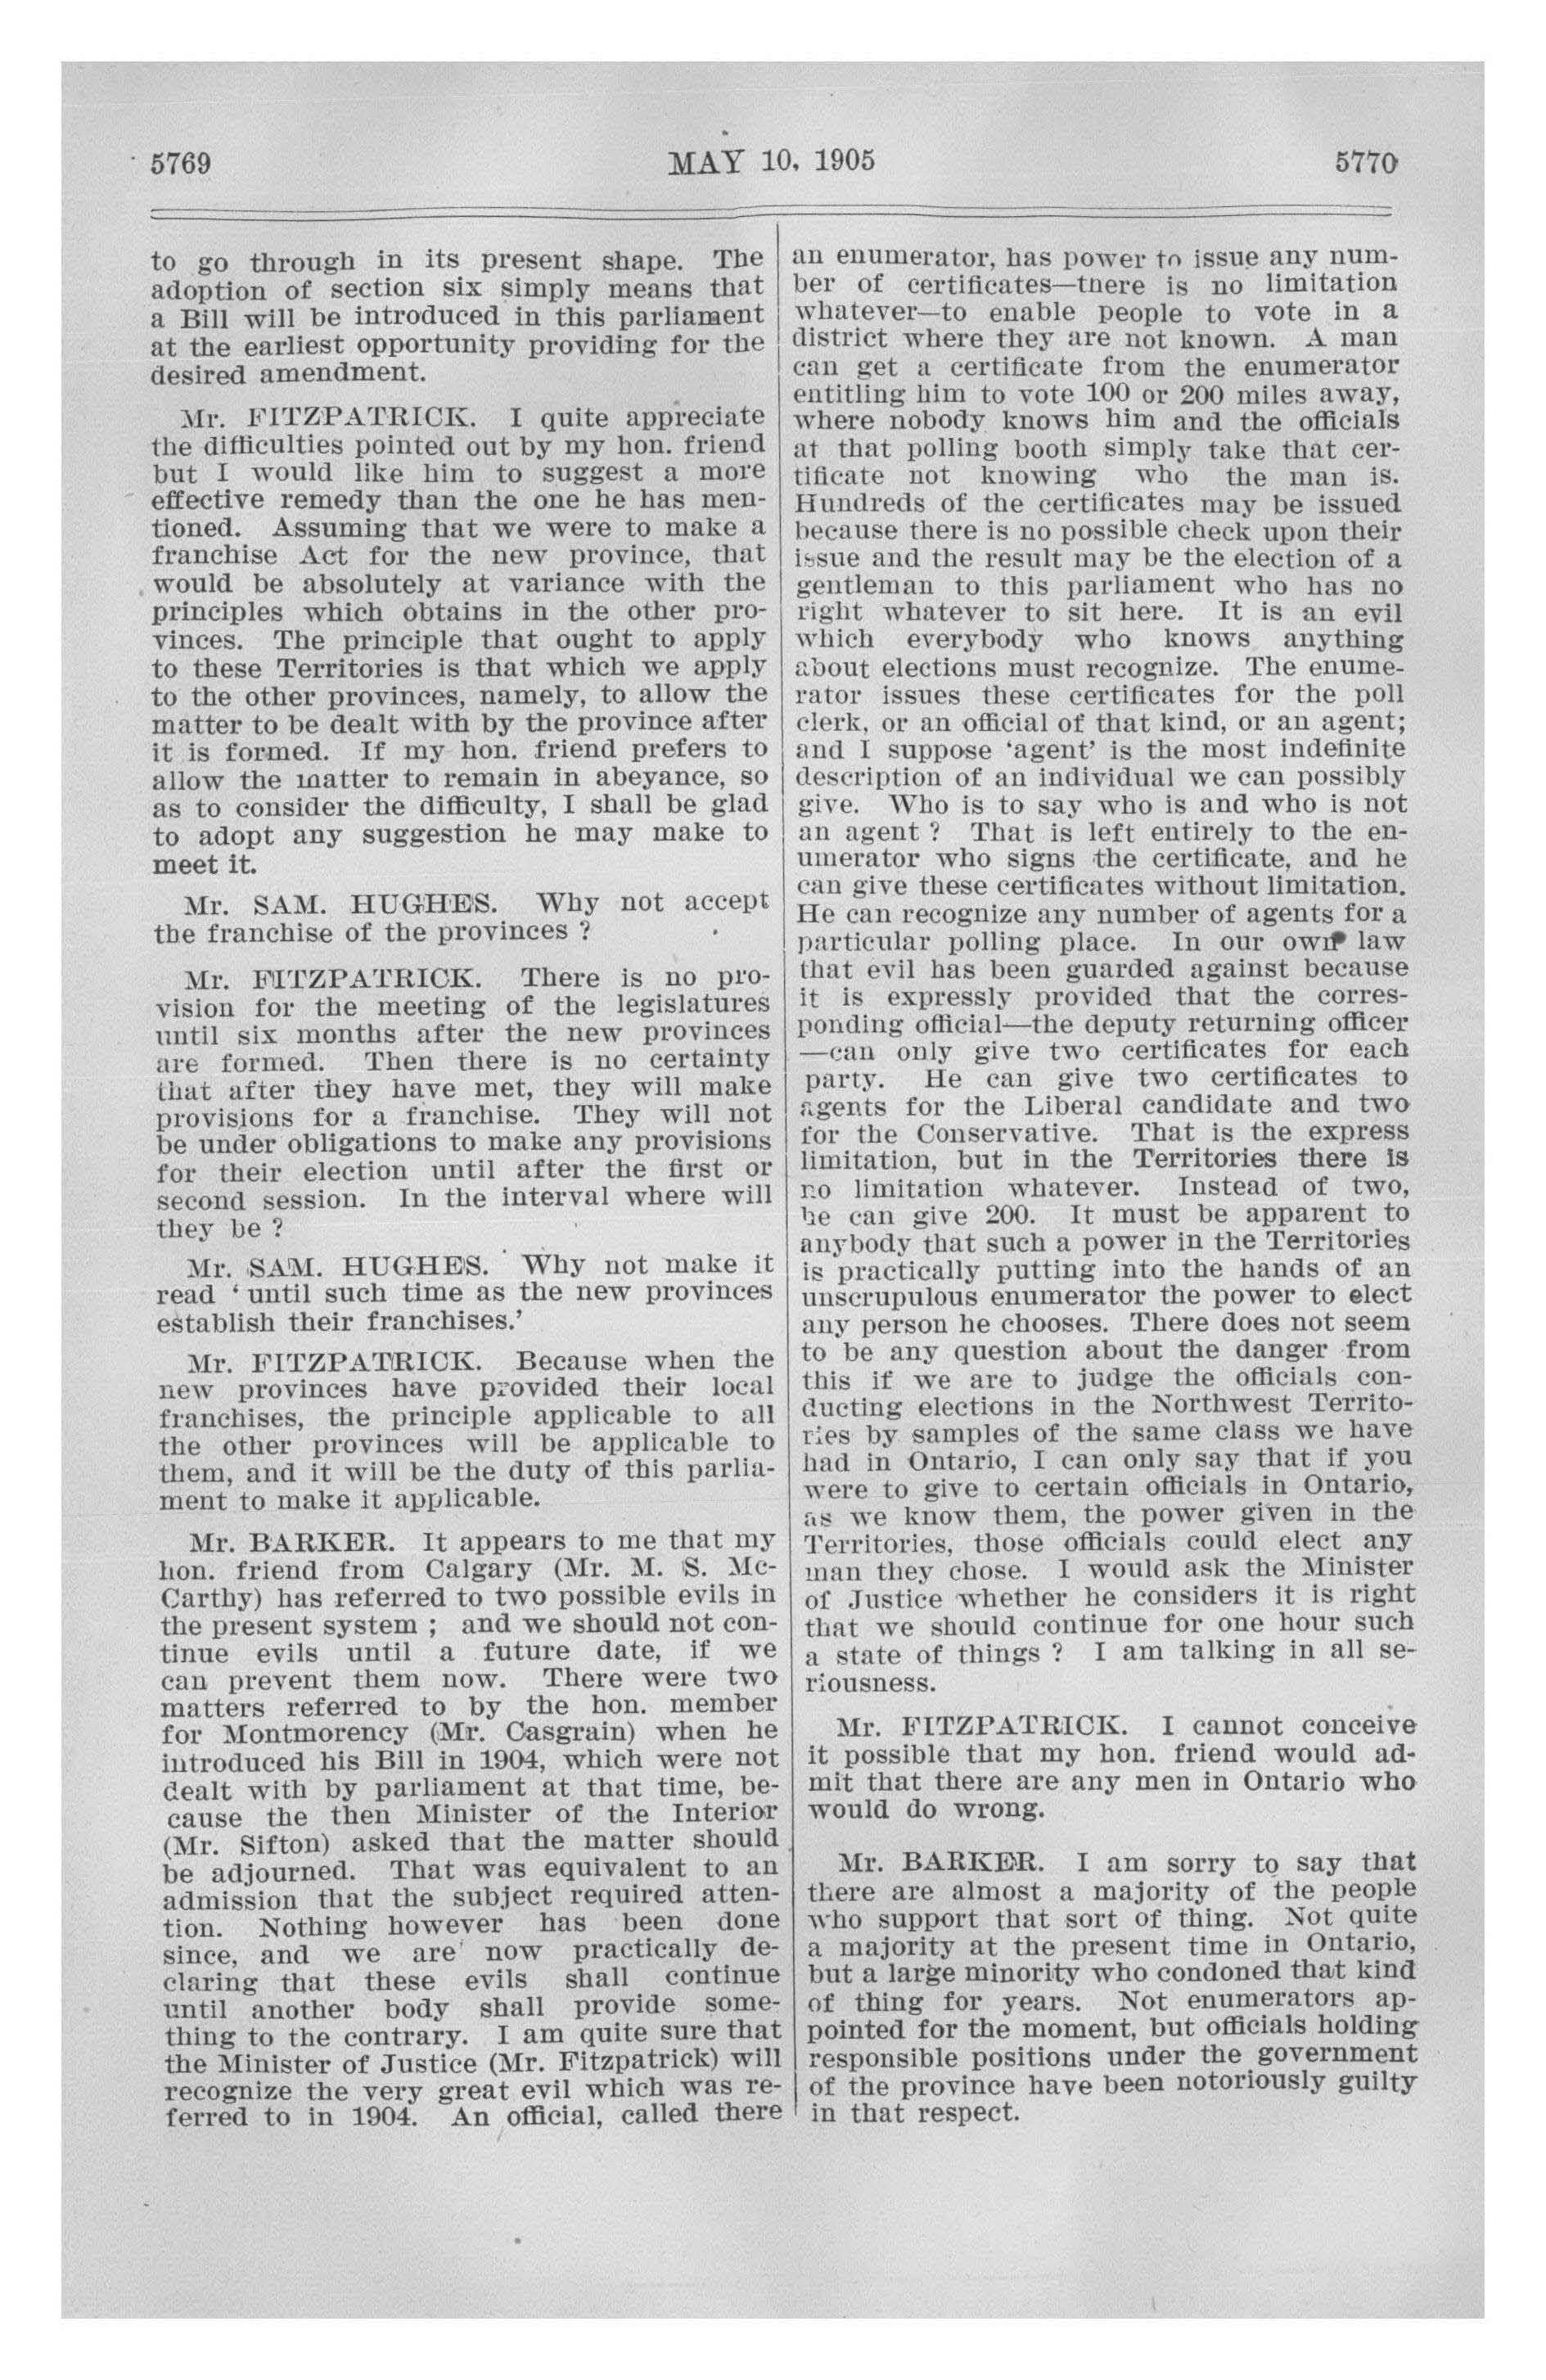 5769
MAY 10, 1905
5770
to go through in its present shape. The
adoption of section six simply means that
a Bill will be introduced in this parliament
at the earliest opportunity providing for the
desired amendment.
Mr. FITZPATRICK. I quite appreciate
the difficulties pointed out by my hon. friend
but I would like him to suggest a more
effective remedy than the one he has men-
tioned. Assuming that we were to make a
franchise Act for the new province, that
would be absolutely at variance with the
principles which obtains in the other pro-
vinces. The principle that ought to apply
to these Territories is that which we apply
to the other provinces, namely, to allow the
matter to be dealt with by the province after
it is formed. If my hon. friend prefers to
allow the matter to remain in abeyance, so
as to consider the difficulty, I shall be glad
to adopt any suggestion he may make to
meet it.
Mr. SAM. HUGHES. Why not accept
the franchise of the provinces ?
Mr. FITZPATRICK. There is no pro-
vision for the meeting of the legislatures
until six months after the new provinces
are formed. Then there is no certainty
that after they have met, they will make
provisions for a franchise. They will not
be under obligations to make any provisions
for their election until after the first or
second session. In the interval where will
they be ?
Mr. SAM. HUGHES. Why not make it
read ‘ until such time as the new provinces
establish their franchises.’
Mr. FITZPATRICK. Because when the
new provinces have provided their local
franchises, the principle applicable to all
the other provinces will be applicable to
them, and it will be the duty of this parlia-
ment to make it applicable.
Mr. BARKER. It appears to me that my
hon. friend from Calgary (Mr. M. S. Mc-
Carthy) has referred to two possible evils in
the present system ; and we should not con-
tinue evils until a future date, if we
can prevent them now. There were two
matters referred to by the hon. member
for Montmorency (Mr. Casgrain) when he
introduced his Bill in 1904, which were not
dealt with by parliament at that time, be-
cause the then Minister of the Interior
(Mr. Sifton) asked that the matter should
be adjourned. That was equivalent to an
admission that the subject required atten-
tion. Nothing however has been done
since, and we are now practically de-
claring that these evils shall continue
until another body shall provide some-
thing to the contrary. I am quite sure that
the Minister of Justice (Mr. Fitzpatrick) will
recognize the very great evil which was re-
ferred to in 1904. An official, called there
an enumerator, has power to issue any num-
ber of certificates—there is no limitation
whatever—to enable people to vote in a
district where they are not known. A man
can get a certificate from the enumerator
entitling him to vote 100 or 200 miles away,
where nobody knows him and the officials
at that polling booth simply take that cer-
tificate not knowing who the man is.
Hundreds of the certificates may be issued
because there is no possible check upon their
issue and the result may be the election of a
gentleman to this parliament who has no
right whatever to sit here. It is an evil
which everybody who knows anything
about elections must recognize. The enume-
rator issues these certificates for the poll
clerk, or an official of that kind, or an agent;
and I suppose ‘agent’ is the most indefinite
description of an individual we can possibly
give. Who is to say who is and who is not
an agent ? That is left entirely to the en-
umerator who signs the certificate, and he
can give these certificates without limitation.
He can recognize any number of agents for a
particular polling place. In our own law
that evil has been guarded against because
it is expressly provided that the corres-
ponding official—the deputy returning officer
—can only give two certificates for each
party. He can give two certificates to
agents for the Liberal candidate and two
for the Conservative. That is the express
limitation, but in the Territories there is
no limitation whatever. Instead of two,
he can give 200. It must be apparent to
anybody that such a power in the Territories
is practically putting into the hands of an
unscrupulous enumerator the power to elect
any person he chooses. There does not seem
to be any question about the danger from
this if we are to judge the officials con-
ducting elections in the Northwest Territo-
ries by samples of the same class we have
had in Ontario, I can only say that if you
were to give to certain officials in Ontario,
as we know them, the power given in the
Territories, those officials could elect any
man they chose. I would ask the Minister
of Justice whether he considers it is right
that we should continue for one hour such
a state of things ? I am talking in all se-
riousness.
Mr. FITZPATRICK. I cannot conceive
it possible that my hon. friend would ad-
mit that there are any men in Ontario who
would do wrong.
Mr. BARKER. I am sorry to say that
there are almost a majority of the people
who support that sort of thing. Not quite
a majority at the present time in Ontario,
but a large minority who condoned that kind
of thing for years. Not enumerators ap-
pointed for the moment, but officials holding
responsible positions under the government
of the province have been notoriously guilty
in that respect.